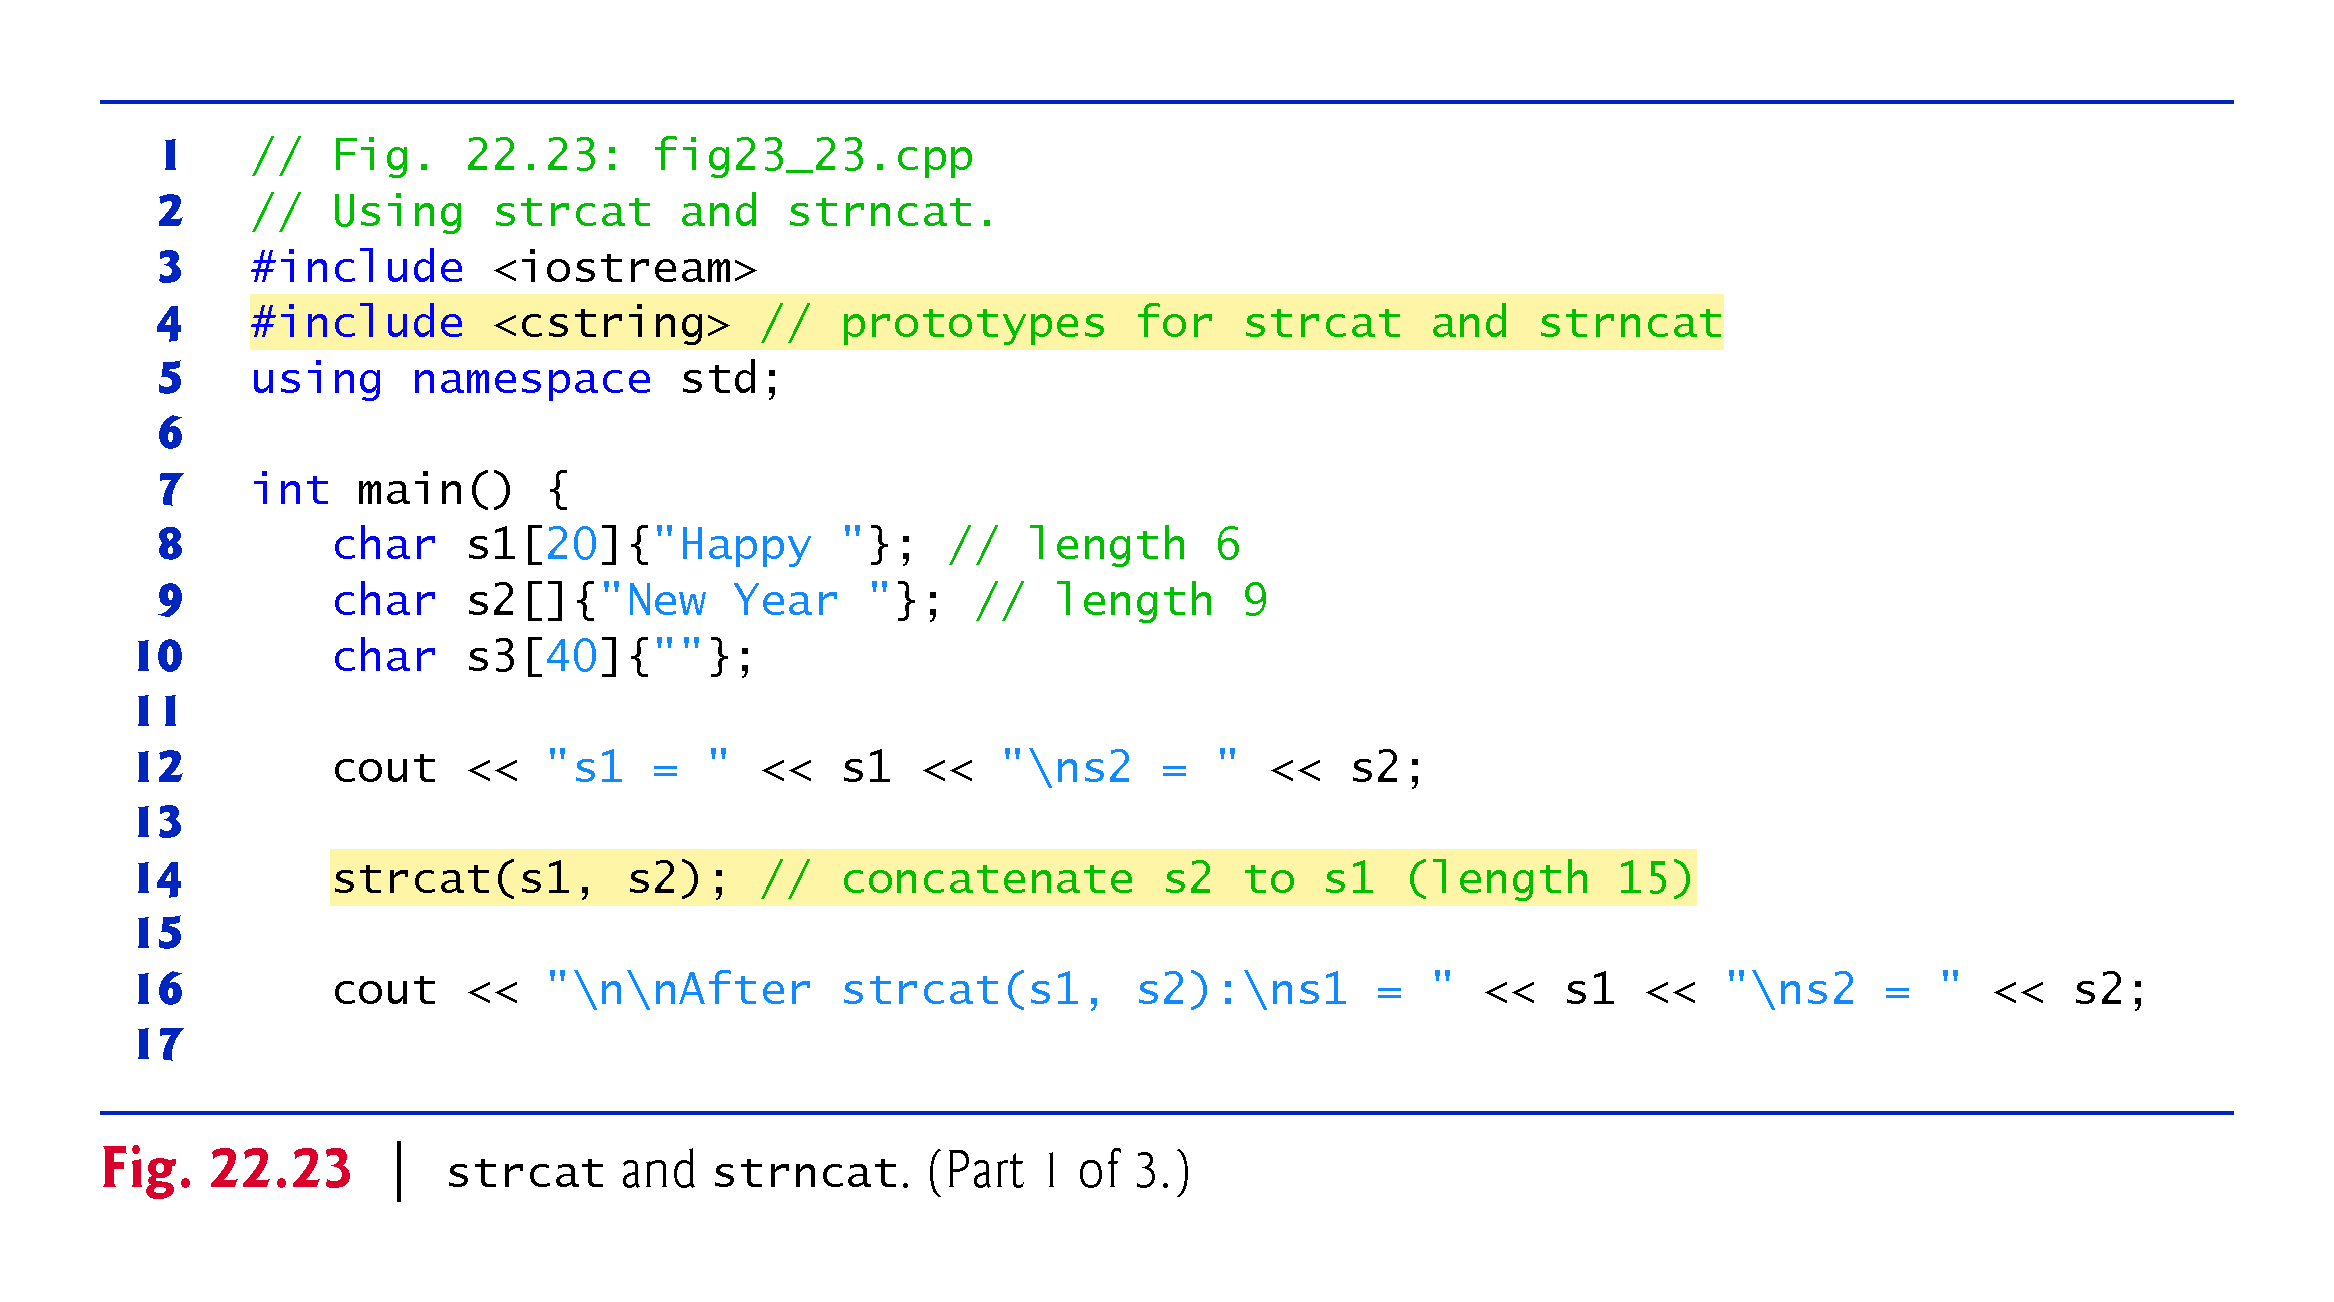 1 // Fig. 22.23: fig23_23.cpp
2 // Using strcat and strncat.
3 #include <iostream>
4 #include <cstring> // prototypes for strcat and strncat
5 using namespace std;
6
7 int main() {
8    char s1[20]{"Happy "}; // length 6
9    char s2[]{"New Year "}; // length 9
10    char s3[40]{""};
11
12    cout << "s1 = " << s1 << "\ns2 = " << s2;
13
14    strcat(s1, s2); // concatenate s2 to s1 (length 15)
15
16    cout << "\n\nAfter strcat(s1, s2):\ns1 = " << s1 << "\ns2 = " << s2;
17
Fig. 22.23 | strcat and strncat. (Part 1 of 3.)